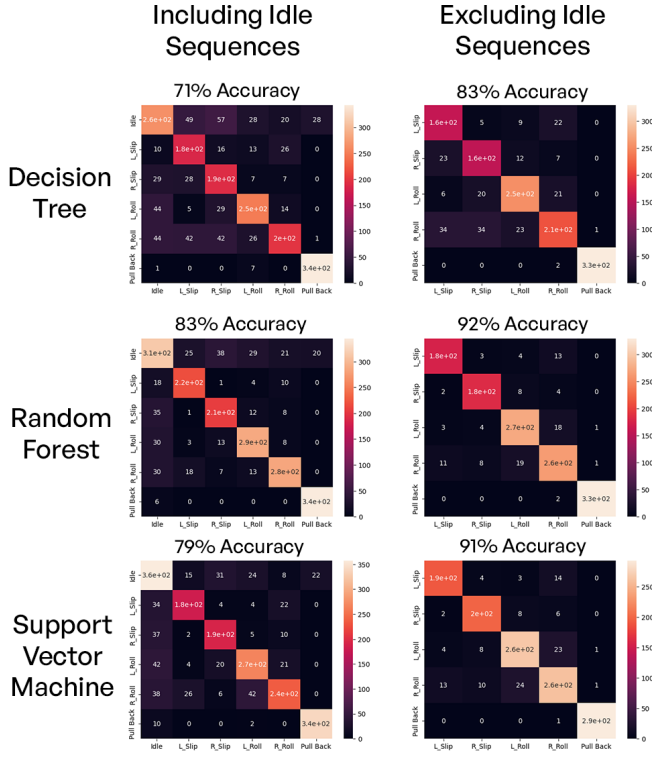 Including Idle Sequences
Excluding Idle Sequences
Decision Tree
71% Accuracy
Idle 2.6e+02 49 57 28 20 28
L_Slip 10 1.8e+02 16 13 26 0
R_Slip 29 28 1.9e+02 7 7 0
L_Roll 44 5 29 2.5e+02 14 0
R_Roll 44 42 42 26 2e+02 1
Pull Back 1 0 0 7 0 3.4e+02
Idle L_Slip R_Slip L_Roll R_Roll Pull Back
300
250
200
150
100
50
0
83% Accuracy
L_Slip 1.6e+02 5 9 22 0
R_Slip 23 1.6e+02 12 7 0
L_Roll 6 20 2.5e+02 21 0
R_Roll 34 34 23 2.1e+02 1
Pull Back 0 0 0 2 3.3e+02
L_Slip R_Slip L_Roll R_Roll Pull Back
300
250
200
150
100
50
0
Random Forest
83% Accuracy
Idle 3.1e+02 25 38 29 21 20
L_Slip 18 2.2e+02 1 4 10 0
R_Slip 35 1 2.1e+02 12 8 0
L_Roll 30 3 13 2.9e+02 8 0
R_Roll 30 18 7 13 2.8e+02 0
Pull Back 6 0 0 0 0 3.4e+02
Idle L_Slip R_Slip L_Roll R_Roll Pull Back
300
250
200
150
100
50
0
92% Accuracy
L_Slip 1.8e+02 3 4 13 0
R_Slip 2 1.8e+02 8 4 0
L_Roll 3 4 2.7e+02 18 1
R_Roll 11 8 19 2.6e+02 1
Pull Back 0 0 0 2 3.3e+02
L_Slip R_Slip L_Roll R_Roll Pull Back
300
250
200
150
100
50
0
Support Vector Machine
79% Accuracy
Idle 3.6e+02 15 31 24 8 22
L_Slip 34 1.8e+02 4 4 22 0
R_Slip 37 2 1.9e+02 5 10 0
L_Roll 42 4 20 2.7e+02 21 0
R_Roll 38 26 6 42 2.4e+02 0
Pull Back 10 0 0 2 0 3.4e+02
Idle L_Slip R_Slip L_Roll R_Roll Pull Back
350
300
250
200
150
100
50
0
91% Accuracy
L_Slip 1.9e+02 4 3 14 0
R_Slip 2 2e+02 8 6 0
L_Roll 4 8 2.6e+02 23 1
R_Roll 13 10 24 2.6e+02 1
Pull Back 0 0 0 1 2.9e+02
L_Slip R_Slip L_Roll R_Roll Pull Back
250
200
150
100
50
0